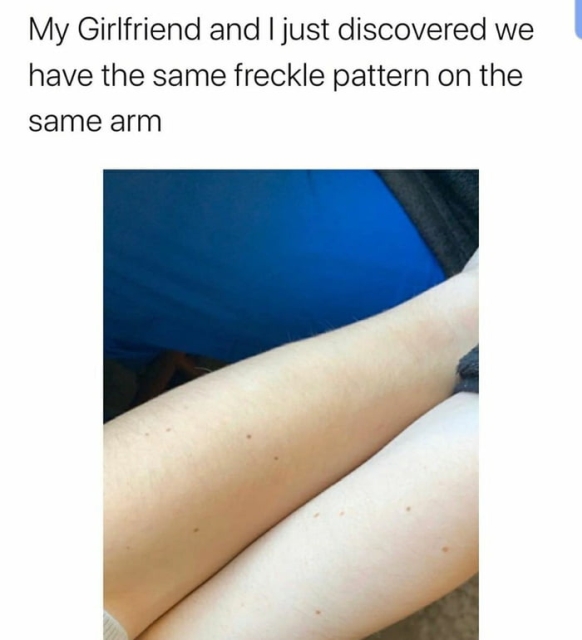 My Girlfriend and I just discovered we
have the same freckle pattern on the
same arm